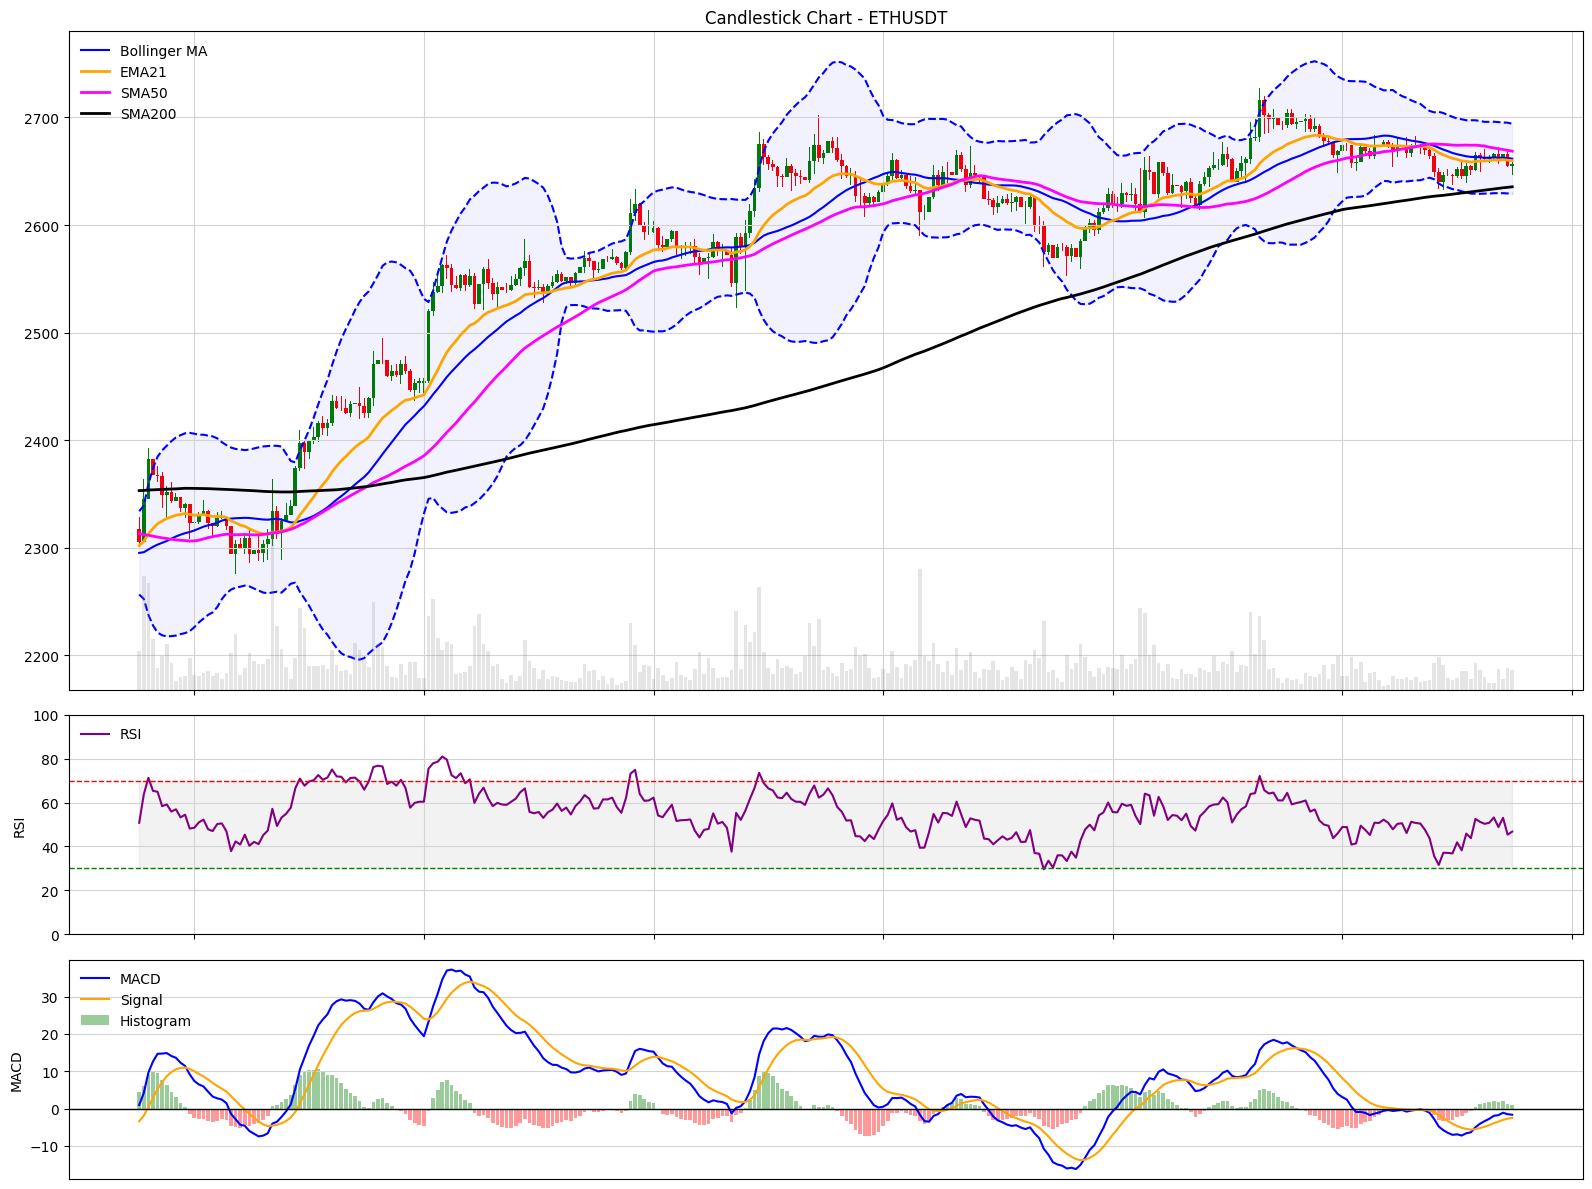 Candlestick Chart - ETHUSDT
Bollinger MA
EMA21
SMA50
SMA200
2700
2600
2500
2400
2300
2200
RSI
100
80
60
40
20
0
RSI
MACD
Signal
Histogram
30
20
10
0
−10
MACD